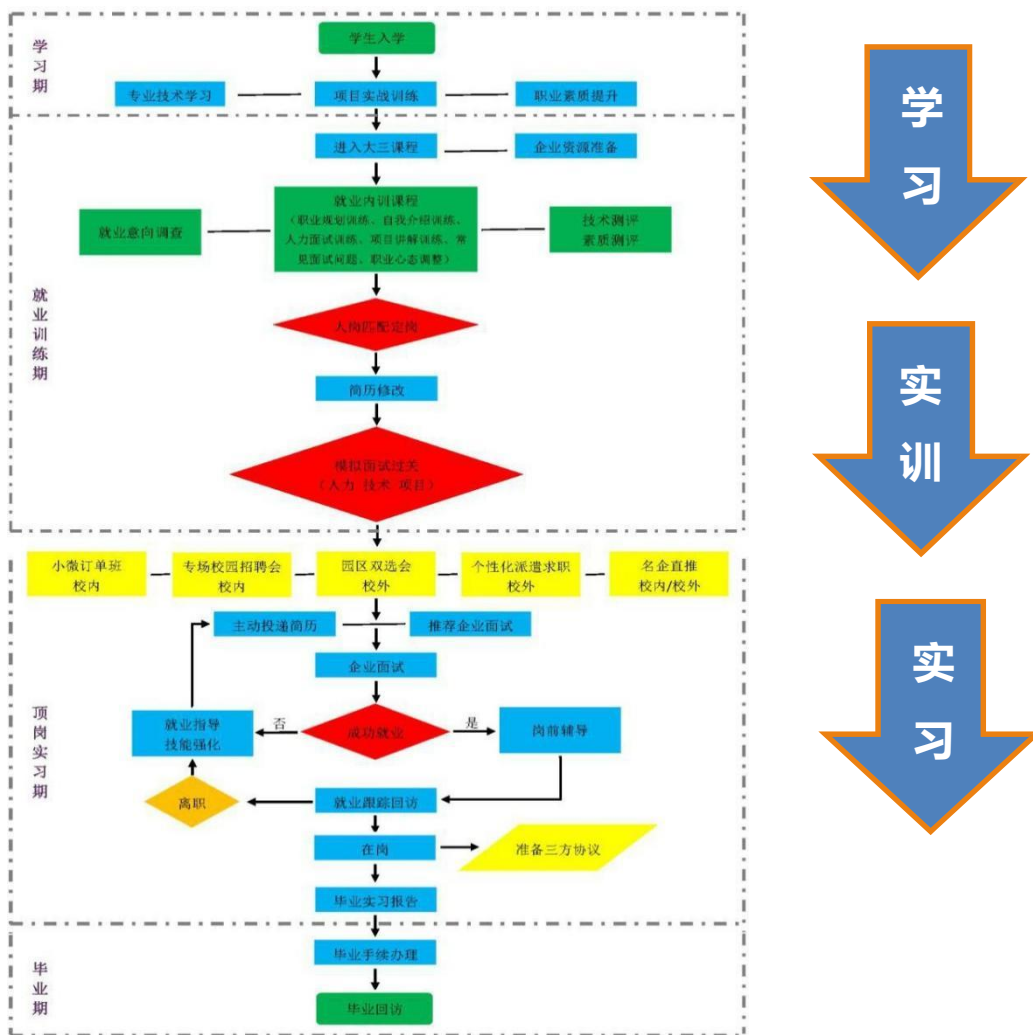 学习期
学生入学
专业技术学习
项目实战训练
职业素质提升
就业训练期
进入大三课程
企业资源准备
就业意向调查
就业内训课程
（职业规划训练、自我介绍训练、
人力面试训练、项目讲解训练、常
见面试问题、职业心态调整）
技术测评
素质测评
人岗匹配定岗
简历修改
模拟面试过关
（人力 技术 项目）
顶岗实习期
小微订单班
校内
专场校园招聘会
校内
园区双选会
校外
个性化派遣求职
校外
名企直推
校内/校外
主动投递简历
推荐企业面试
企业面试
就业指导
技能强化
否
成功就业
是
岗前辅导
离职
就业跟踪回访
在岗
准备三方协议
毕业实习报告
毕业期
毕业手续办理
毕业回访
学习
实训
实习